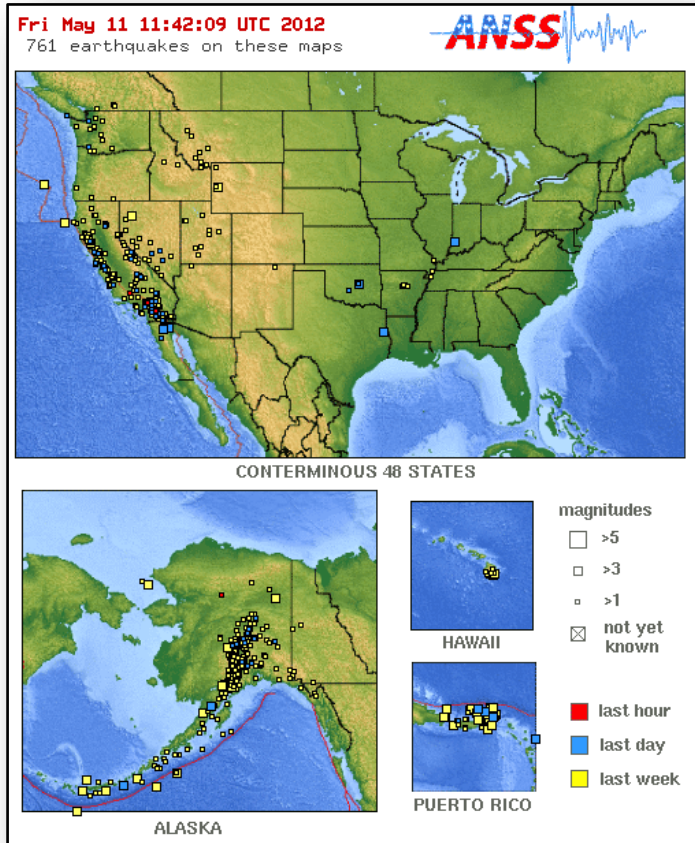 Fri May 11 11:42:09 UTC 2012
761 earthquakes on these maps
ANSS
CONTERMINOUS 48 STATES
ALASKA
HAWAII
PUERTO RICO
magnitudes
>5
>3
>1
not yet
known
last hour
last day
last week